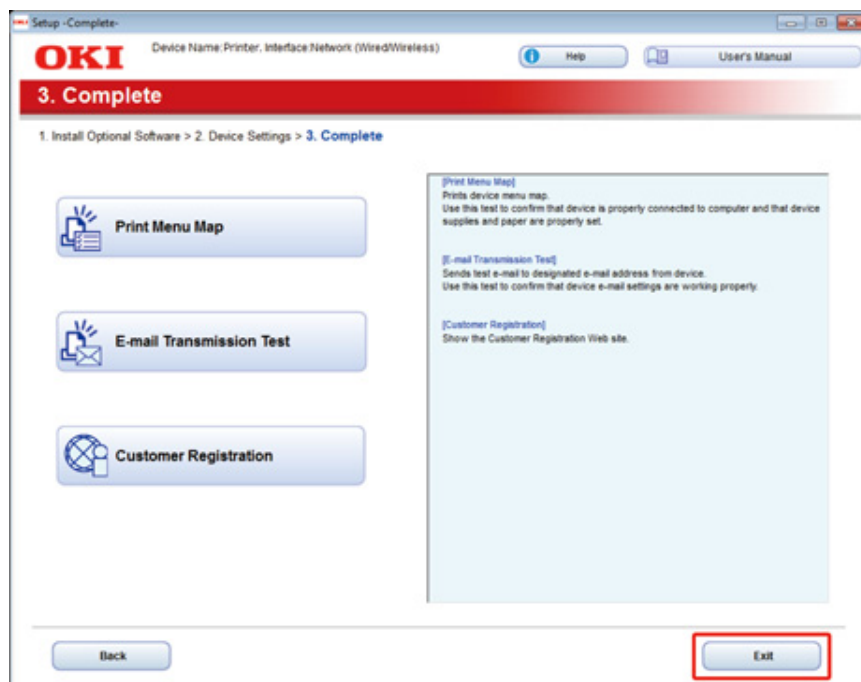 Setup -Complete-
OKI
Device Name:Printer. Interface:Network (Wired/Wireless)
Help
User's Manual
3. Complete
1. Install Optional Software > 2. Device Settings > 3. Complete
Print Menu Map
E-mail Transmission Test
Customer Registration
[Print Menu Map]
Prints device menu map.
Use this test to confirm that device is properly connected to computer and that device
supplies and paper are properly set.
[E-mail Transmission Test]
Sends test e-mail to designated e-mail address from device.
Use this test to confirm that device e-mail settings are working properly.
[Customer Registration]
Show the Customer Registration Web site.
Back
Exit